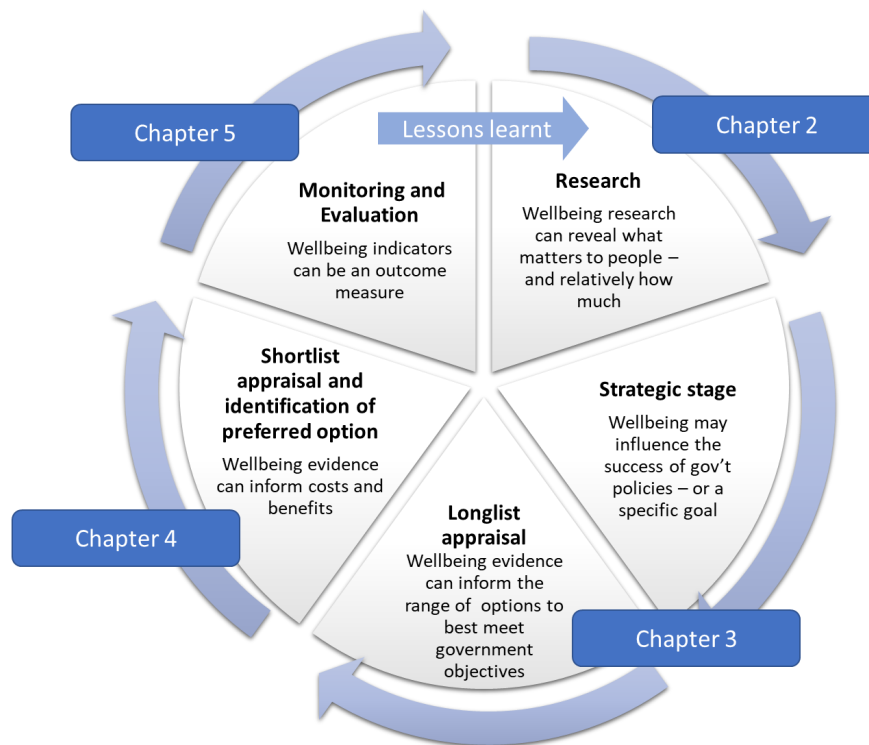 Chapter 5
Lessons learnt
Chapter 2
Monitoring and
Evaluation
Wellbeing indicators
can be an outcome
measure
Research
Wellbeing research
can reveal what
matters to people –
and relatively how
much
Strategic stage
Wellbeing may
influence the
success of gov’t
policies – or a
specific goal
Chapter 3
Longlist
appraisal
Wellbeing evidence
can inform the
range of options to
best meet
government
objectives
Shortlist
appraisal and
identification of
preferred option
Wellbeing evidence
can inform costs and
benefits
Chapter 4